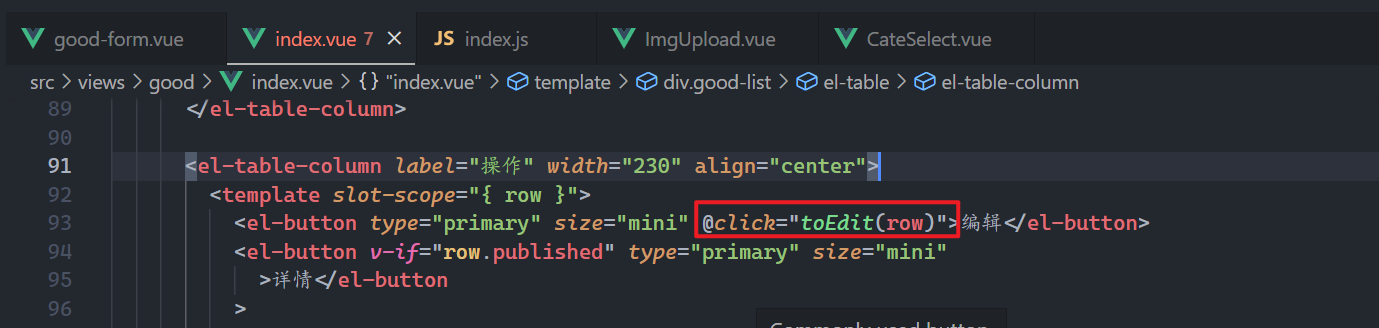 good-form.vue index.vue 7 JS index.js ImgUpload.vue CateSelect.vue
src > views > good > index.vue > {} "index.vue" > template > div.good-list > el-table > el-table-column
89 </el-table-column>
90
91 <el-table-column label="操作" width="230" align="center">
92 <template slot-scope="{ row }">
93 <el-button type="primary" size="mini" @click="toEdit(row)">编辑</el-button>
94 <el-button v-if="row.published" type="primary" size="mini"
95 >详情</el-button
96 >
Commonly used button